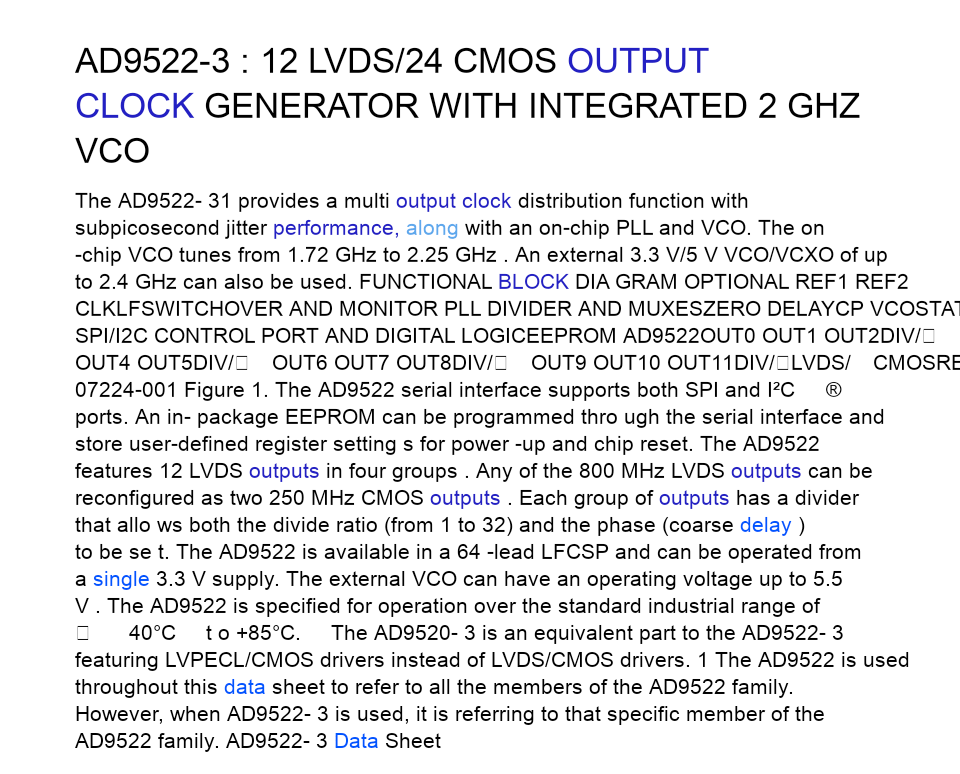 AD9522-3 : 12 LVDS/24 CMOS OUTPUT
CLOCK GENERATOR WITH INTEGRATED 2 GHZ
VCO
The AD9522- 31 provides a multi output clock distribution function with
subpicosecond jitter performance, along with an on-chip PLL and VCO. The on
-chip VCO tunes from 1.72 GHz to 2.25 GHz . An external 3.3 V/5 V VCO/VCXO of up
to 2.4 GHz can also be used. FUNCTIONAL BLOCK DIA GRAM OPTIONAL REF1 REF2
CLKLFSWITCHOVER AND MONITOR PLL DIVIDER AND MUXESZERO DELAYCP VCOSTAT
SPI/I2C CONTROL PORT AND DIGITAL LOGICEEPROM AD9522OUT0 OUT1 OUT2DIV/□
OUT4 OUT5DIV/□ OUT6 OUT7 OUT8DIV/□ OUT9 OUT10 OUT11DIV/□LVDS/ CMOSRE
07224-001 Figure 1. The AD9522 serial interface supports both SPI and I²C ®
ports. An in- package EEPROM can be programmed thro ugh the serial interface and
store user-defined register setting s for power -up and chip reset. The AD9522
features 12 LVDS outputs in four groups . Any of the 800 MHz LVDS outputs can be
reconfigured as two 250 MHz CMOS outputs . Each group of outputs has a divider
that allo ws both the divide ratio (from 1 to 32) and the phase (coarse delay )
to be se t. The AD9522 is available in a 64 -lead LFCSP and can be operated from
a single 3.3 V supply. The external VCO can have an operating voltage up to 5.5
V . The AD9522 is specified for operation over the standard industrial range of
□ 40°C t o +85°C. The AD9520- 3 is an equivalent part to the AD9522- 3
featuring LVPECL/CMOS drivers instead of LVDS/CMOS drivers. 1 The AD9522 is used
throughout this data sheet to refer to all the members of the AD9522 family.
However, when AD9522- 3 is used, it is referring to that specific member of the
AD9522 family. AD9522- 3 Data Sheet